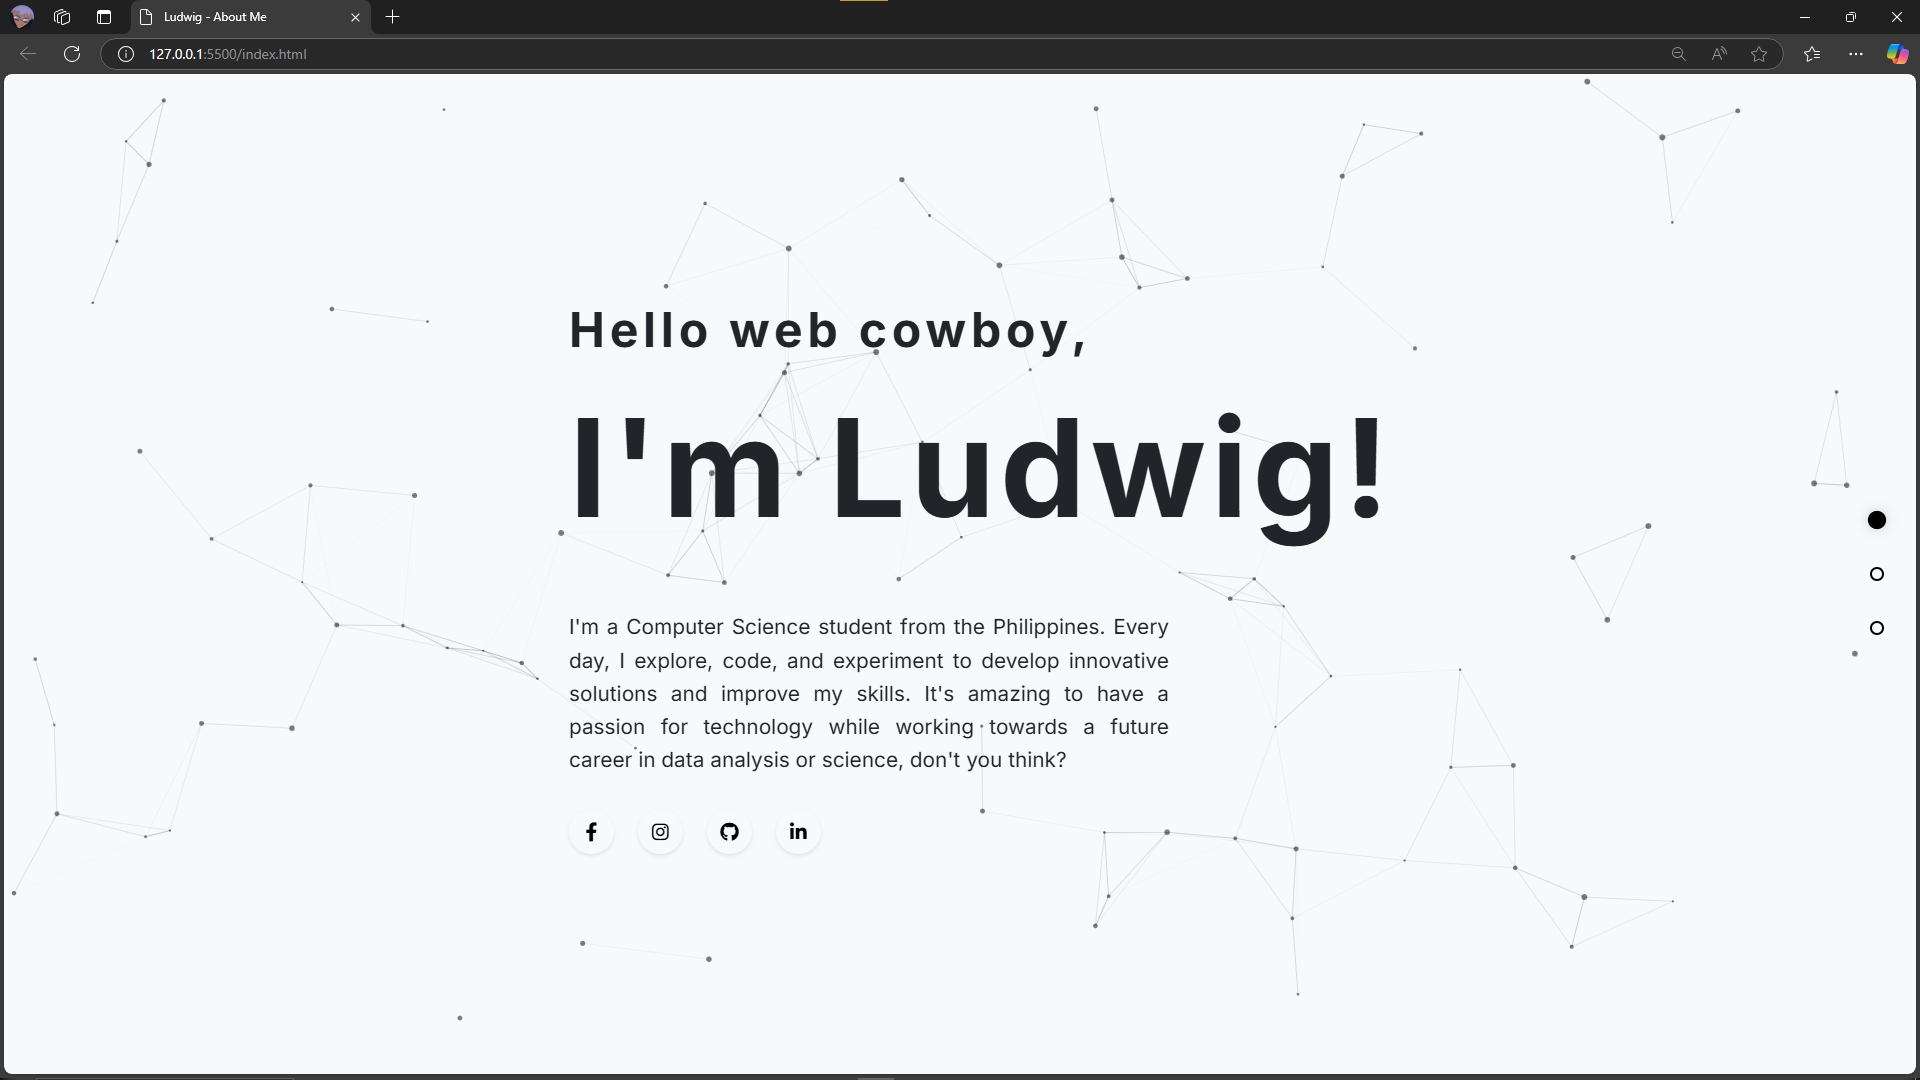 Ludwig - About Me
127.0.0.1:5500/index.html
Hello web cowboy,
I'm Ludwig!
I'm a Computer Science student from the Philippines. Every
day, I explore, code, and experiment to develop innovative
solutions and improve my skills. It's amazing to have a
passion for technology while working towards a future
career in data analysis or science, don't you think?